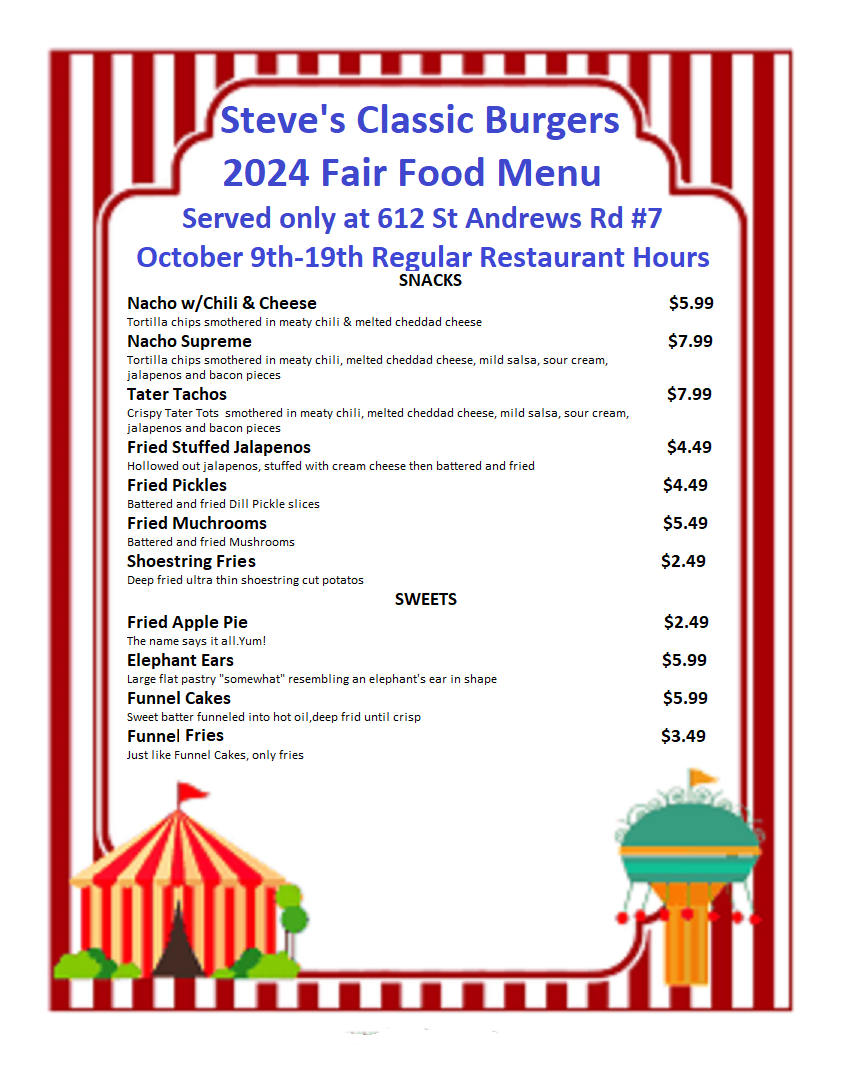 Steve's Classic Burgers
2024 Fair Food Menu
Served only at 612 St Andrews Rd #7
October 9th-19th Regular Restaurant Hours
SNACKS
Nacho w/Chili & Cheese $5.99
Tortilla chips smothered in meaty chili & melted cheddad cheese
Nacho Supreme $7.99
Tortilla chips smothered in meaty chili, melted cheddad cheese, mild salsa, sour cream,
jalapenos and bacon pieces
Tater Tachos $7.99
Crispy Tater Tots smothered in meaty chili, melted cheddad cheese, mild salsa, sour cream,
jalapenos and bacon pieces
Fried Stuffed Jalapenos $4.49
Hollowed out jalapenos, stuffed with cream cheese then battered and fried
Fried Pickles $4.49
Battered and fried Dill Pickle slices
Fried Muchrooms $5.49
Battered and fried Mushrooms
Shoestring Fries $2.49
Deep fried ultra thin shoestring cut potatos
SWEETS
Fried Apple Pie $2.49
The name says it all.Yum!
Elephant Ears $5.99
Large flat pastry "somewhat" resembling an elephant's ear in shape
Funnel Cakes $5.99
Sweet batter funneled into hot oil,deep frid until crisp
Funnel Fries $3.49
Just like Funnel Cakes, only fries